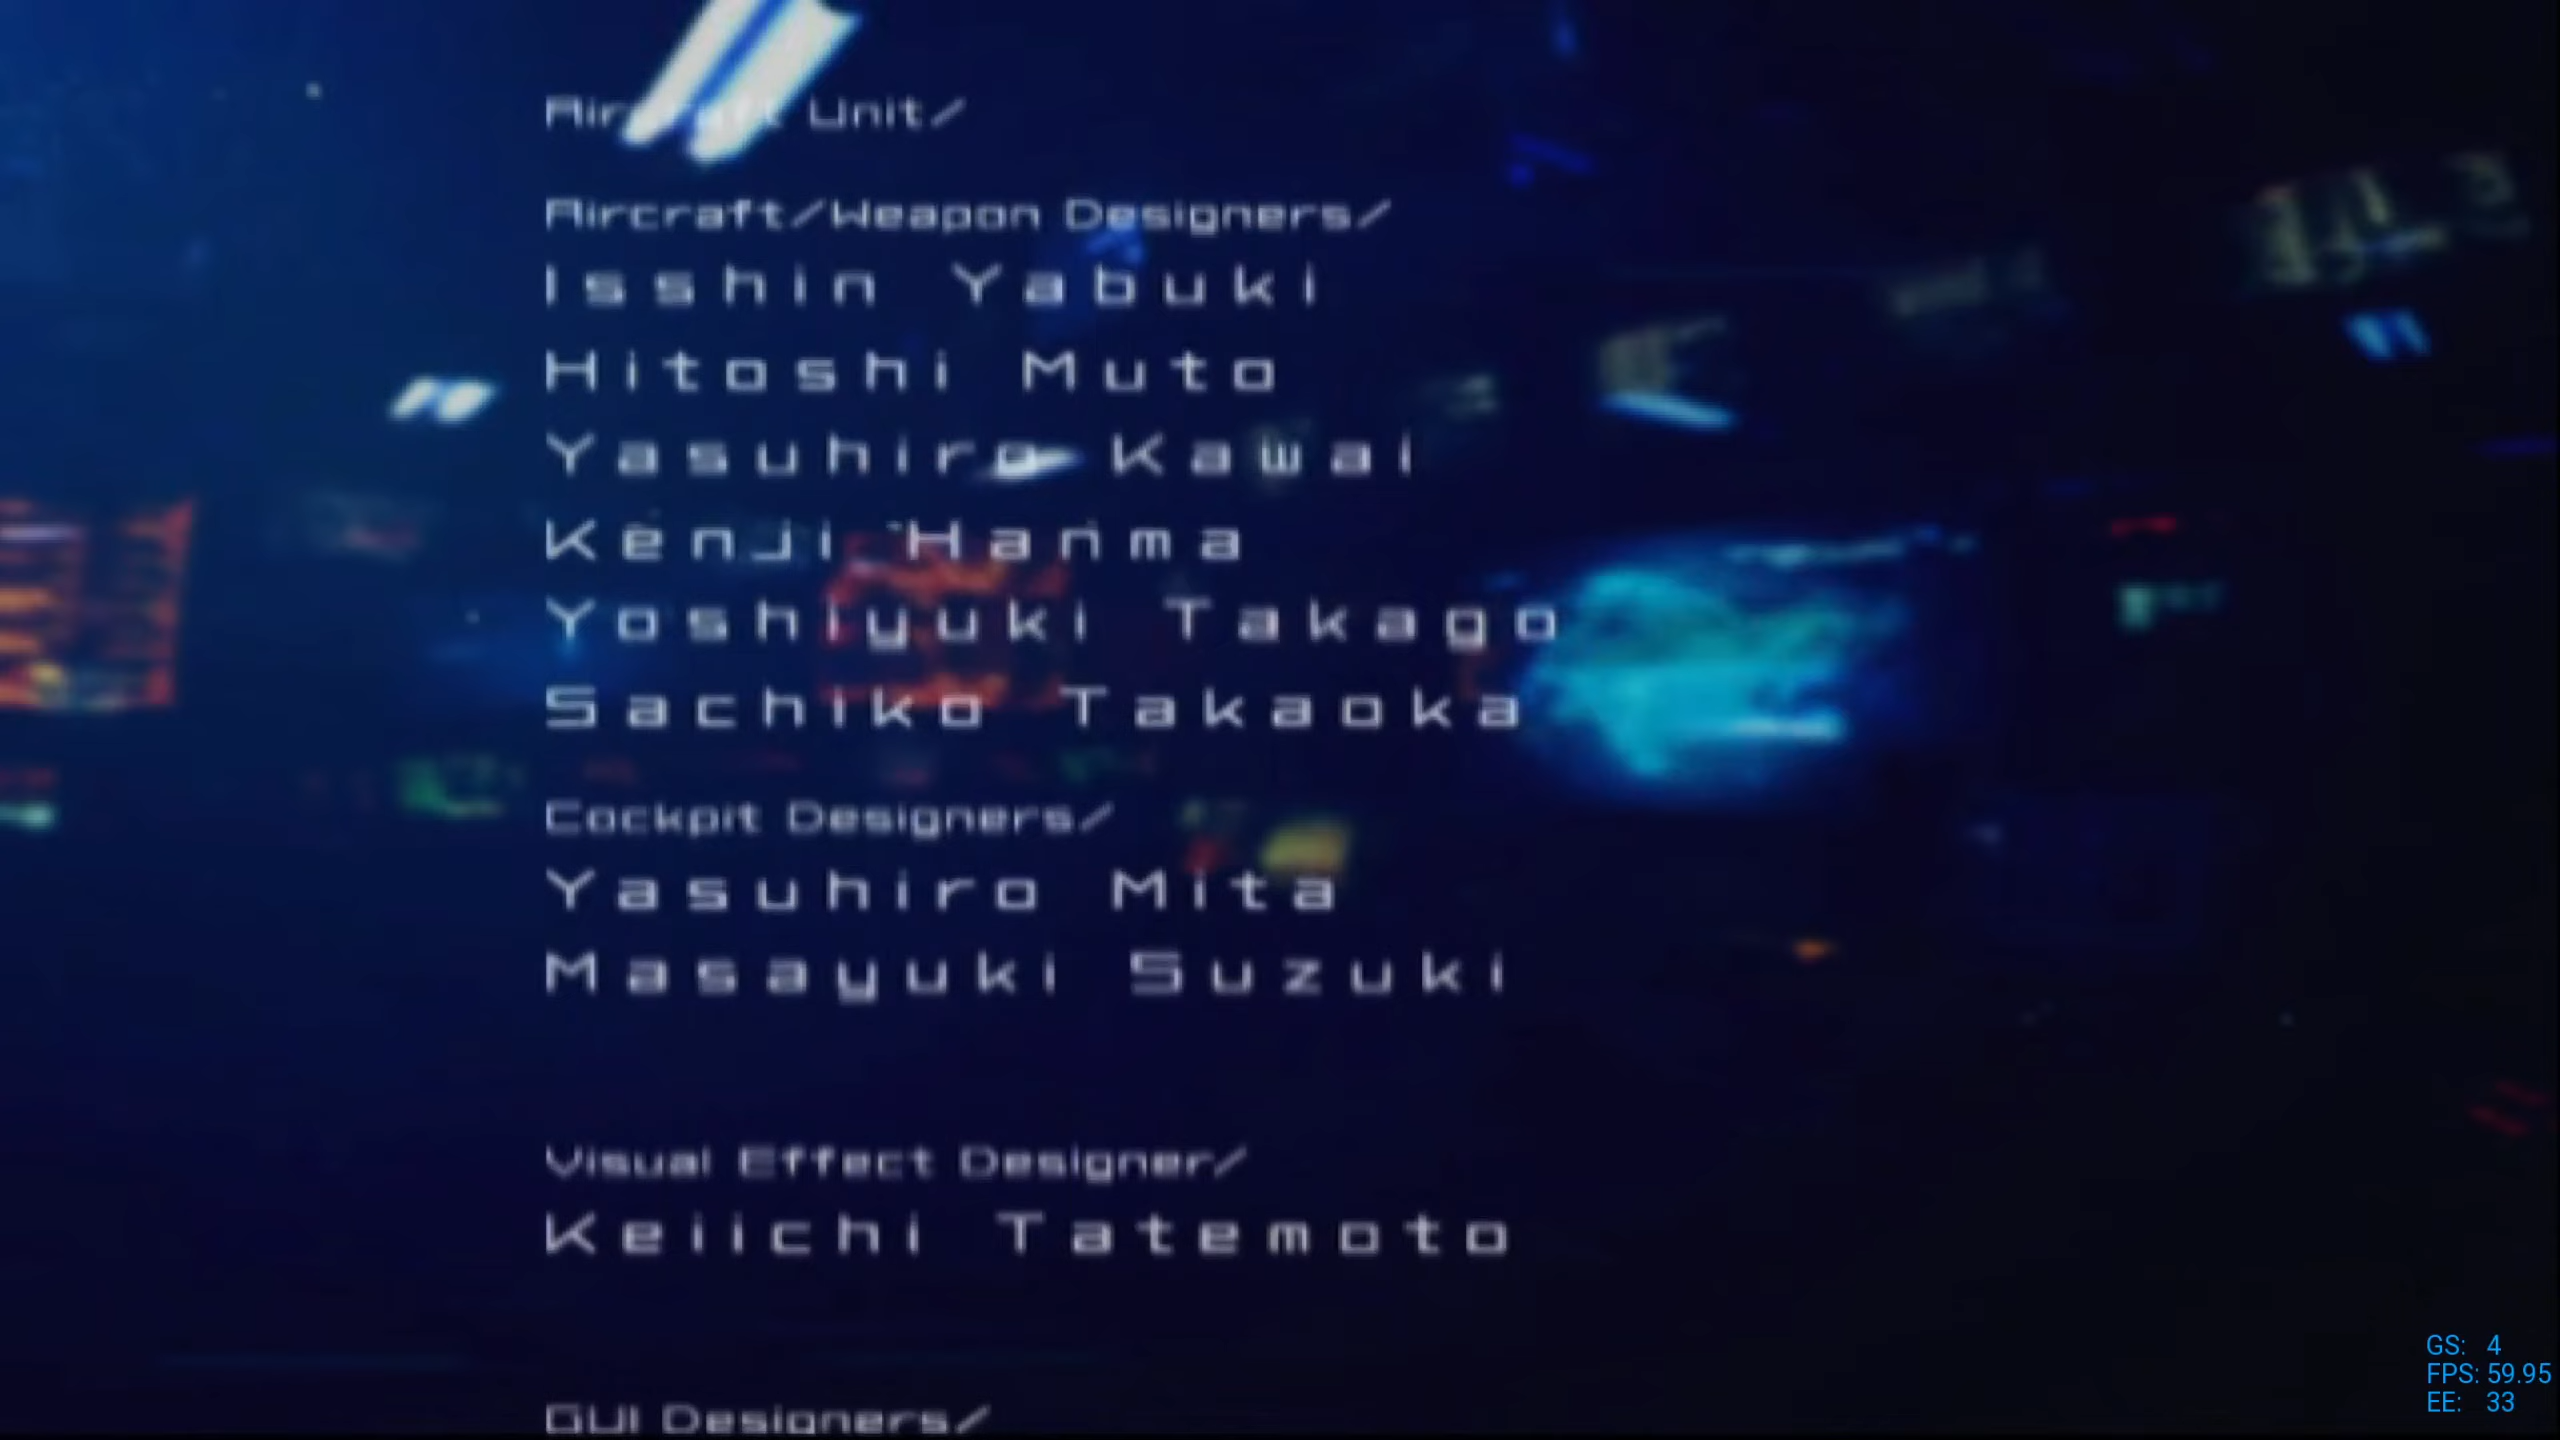 Aircraft Unit/
Aircraft/Weapon Designers/
Isshin Yabuki
Hitoshi Muto
Yasuhiro Kawai
Kenji Hanma
Yoshiyuki Takago
Sachiko Takaoka
Cockpit Designers/
Yasuhiro Mita
Masayuki Suzuki
Visual Effect Designer/
Keiichi Tatemoto
GUI Designers/
GS: 4
FPS: 59.95
EE: 33